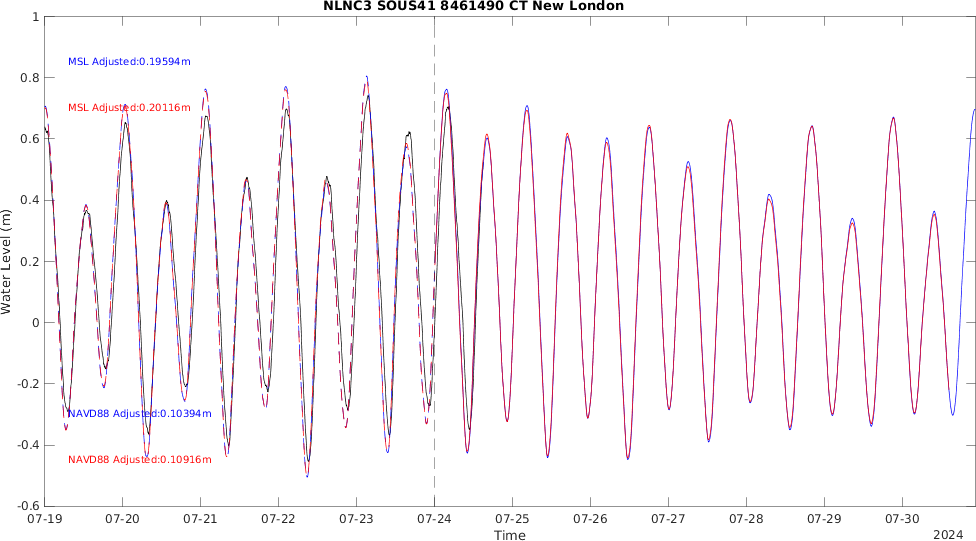 NLNC3 SOUS41 8461490 CT New London
1
0.8
0.6
0.4
0.2
0
-0.2
-0.4
-0.6
Water Level (m)
MSL Adjusted:0.19594m
MSL Adjusted:0.20116m
NAVD88 Adjusted:0.10394m
NAVD88 Adjusted:0.10916m
07-19 07-20 07-21 07-22 07-23 07-24 07-25 07-26 07-27 07-28 07-29 07-30
Time
2024